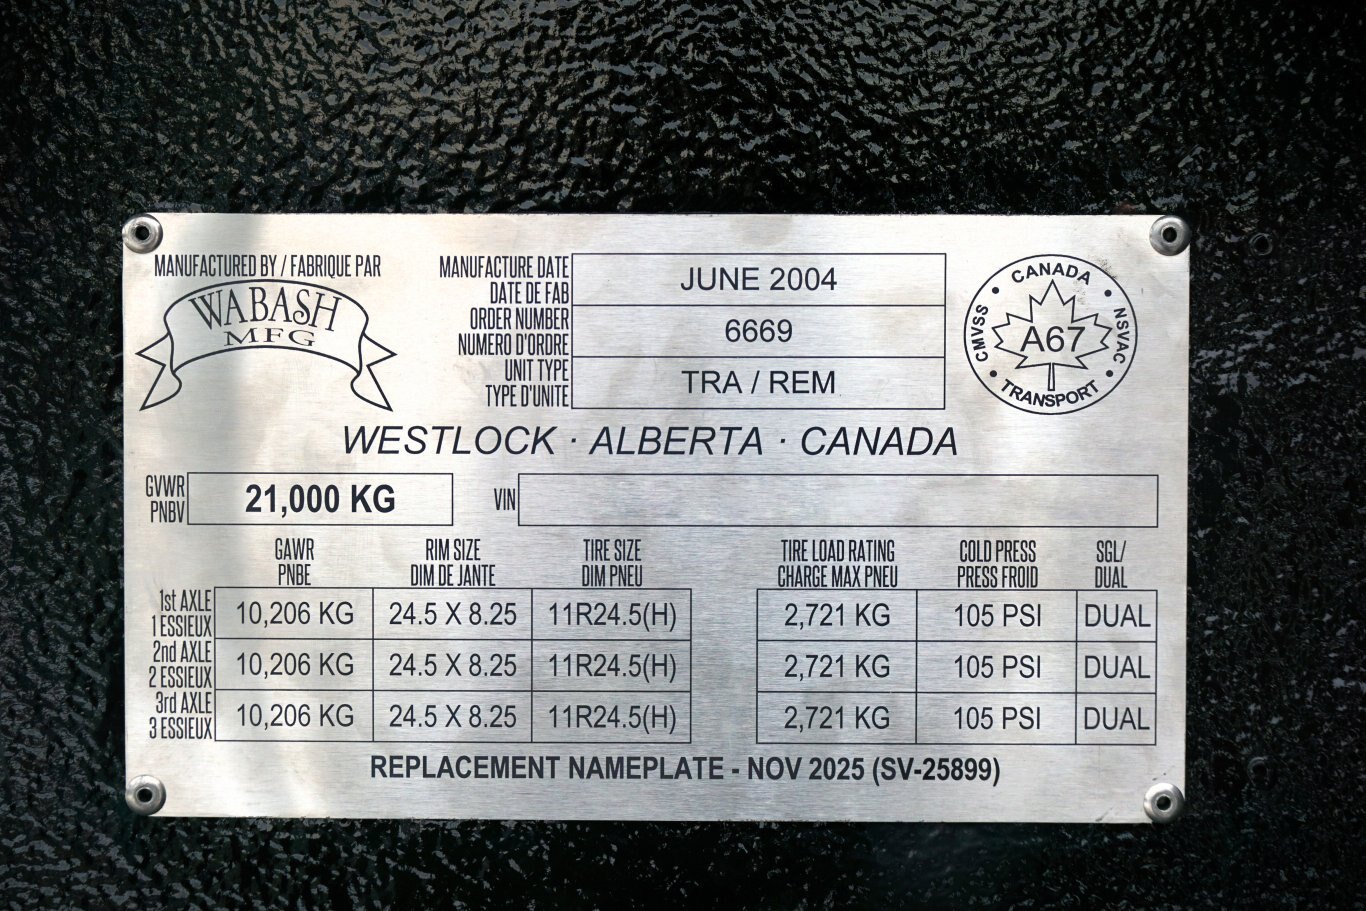 MANUFACTURED BY / FABRIQUE PAR
WABASH
MFG
MANUFACTURE DATE
DATE DE FAB
JUNE 2004
ORDER NUMBER
NUMERO D'ORDRE
6669
UNIT TYPE
TYPE D'UNITE
TRA / REM
CANADA
CMVSS
A67
NSVAC
TRANSPORT
WESTLOCK · ALBERTA · CANADA
GVWR
PNBV
21,000 KG
VIN
GAWR RIM SIZE TIRE SIZE TIRE LOAD RATING COLD PRESS SGL/
PNBE DIM DE JANTE DIM PNEU CHARGE MAX PNEU PRESS FROID DUAL
1st AXLE
1 ESSIEUX
10,206 KG 24.5 X 8.25 11R24.5(H) 2,721 KG 105 PSI DUAL
2nd AXLE
2 ESSIEUX
10,206 KG 24.5 X 8.25 11R24.5(H) 2,721 KG 105 PSI DUAL
3rd AXLE
3 ESSIEUX
10,206 KG 24.5 X 8.25 11R24.5(H) 2,721 KG 105 PSI DUAL
REPLACEMENT NAMEPLATE - NOV 2025 (SV-25899)